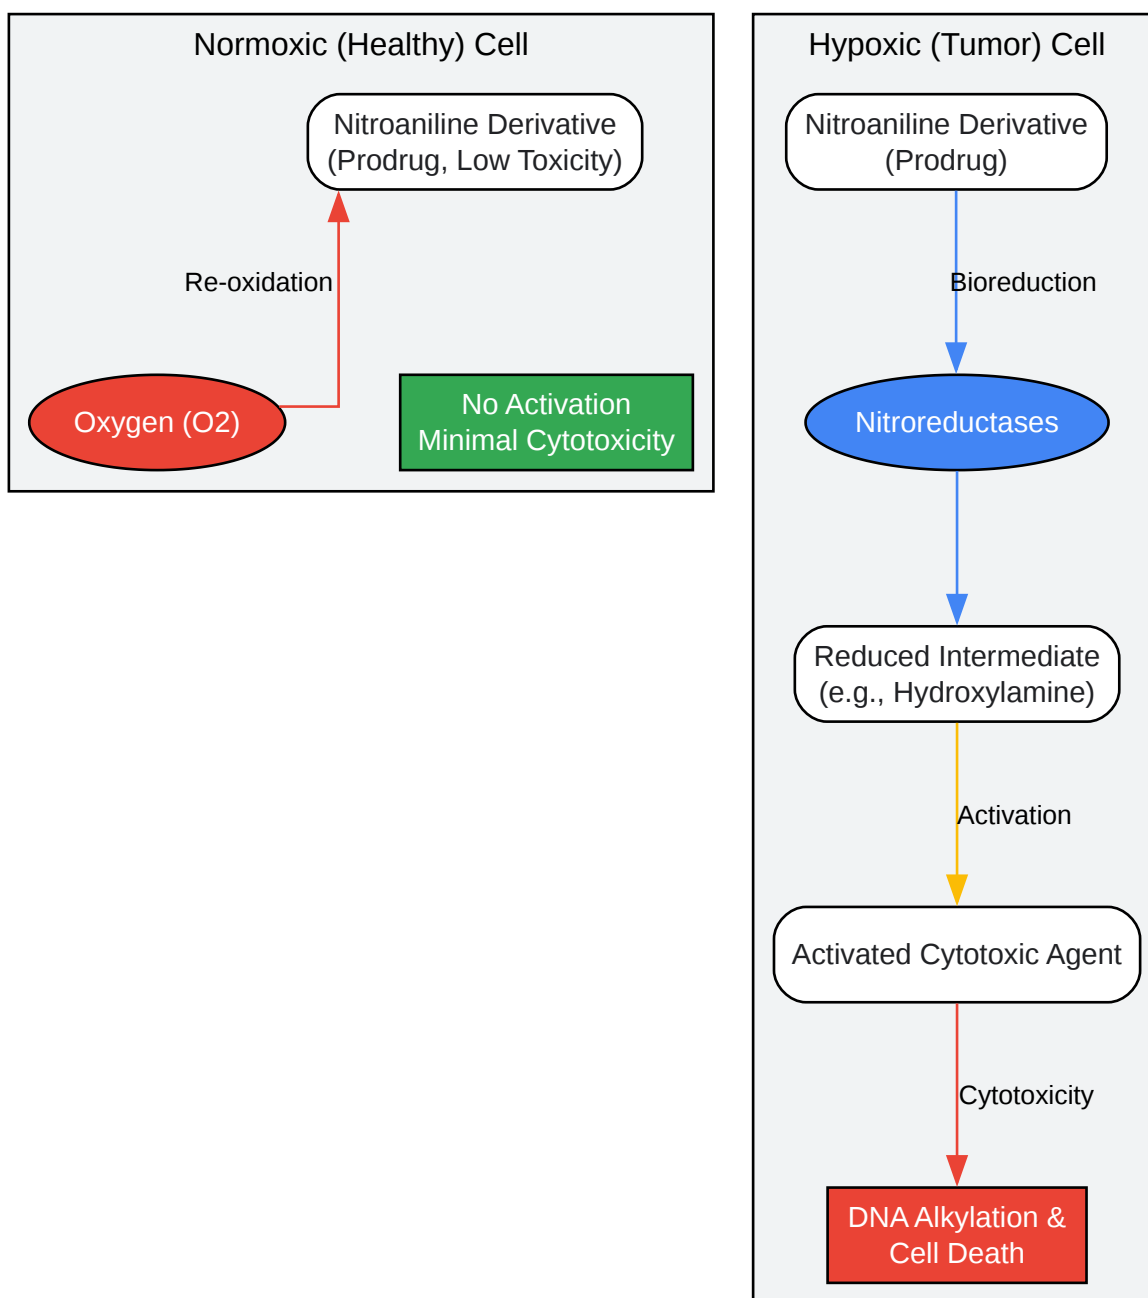 Normoxic (Healthy) Cell
Nitroaniline Derivative
(Prodrug, Low Toxicity)
Re-oxidation
Oxygen (O2)
No Activation
Minimal Cytotoxicity
Hypoxic (Tumor) Cell
Nitroaniline Derivative
(Prodrug)
Bioreduction
Nitroreductases
Reduced Intermediate
(e.g., Hydroxylamine)
Activation
Activated Cytotoxic Agent
Cytotoxicity
DNA Alkylation &
Cell Death